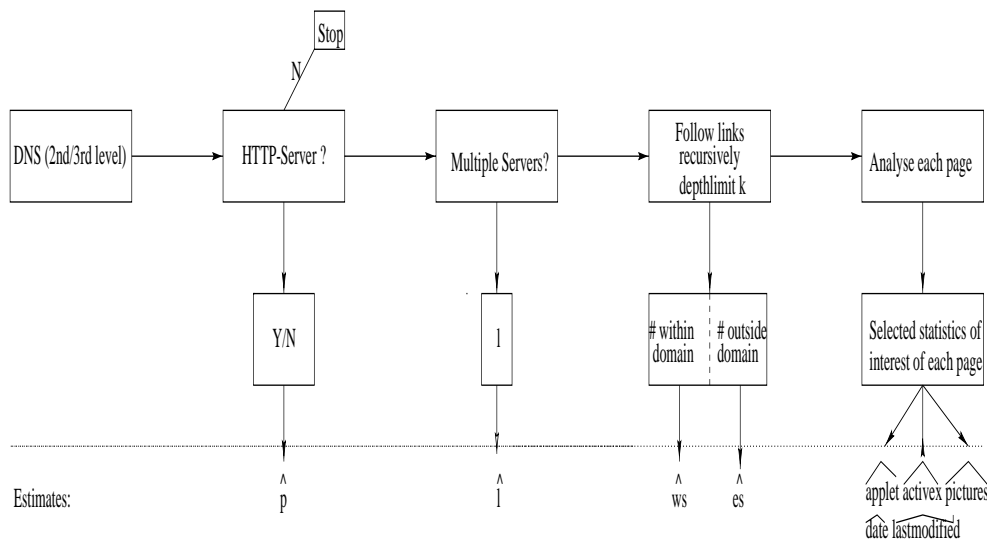 Stop
N
DNS (2nd/3rd level)
HTTP-Server ?
Multiple Servers?
Follow links
recursively
depthlimit k
Analyse each page
Y/N
l
# within
domain
# outside
domain
Selected statistics of
interest of each page
Estimates:
p̂
l̂
ws^
es^
applet activex pictures
date lastmodified